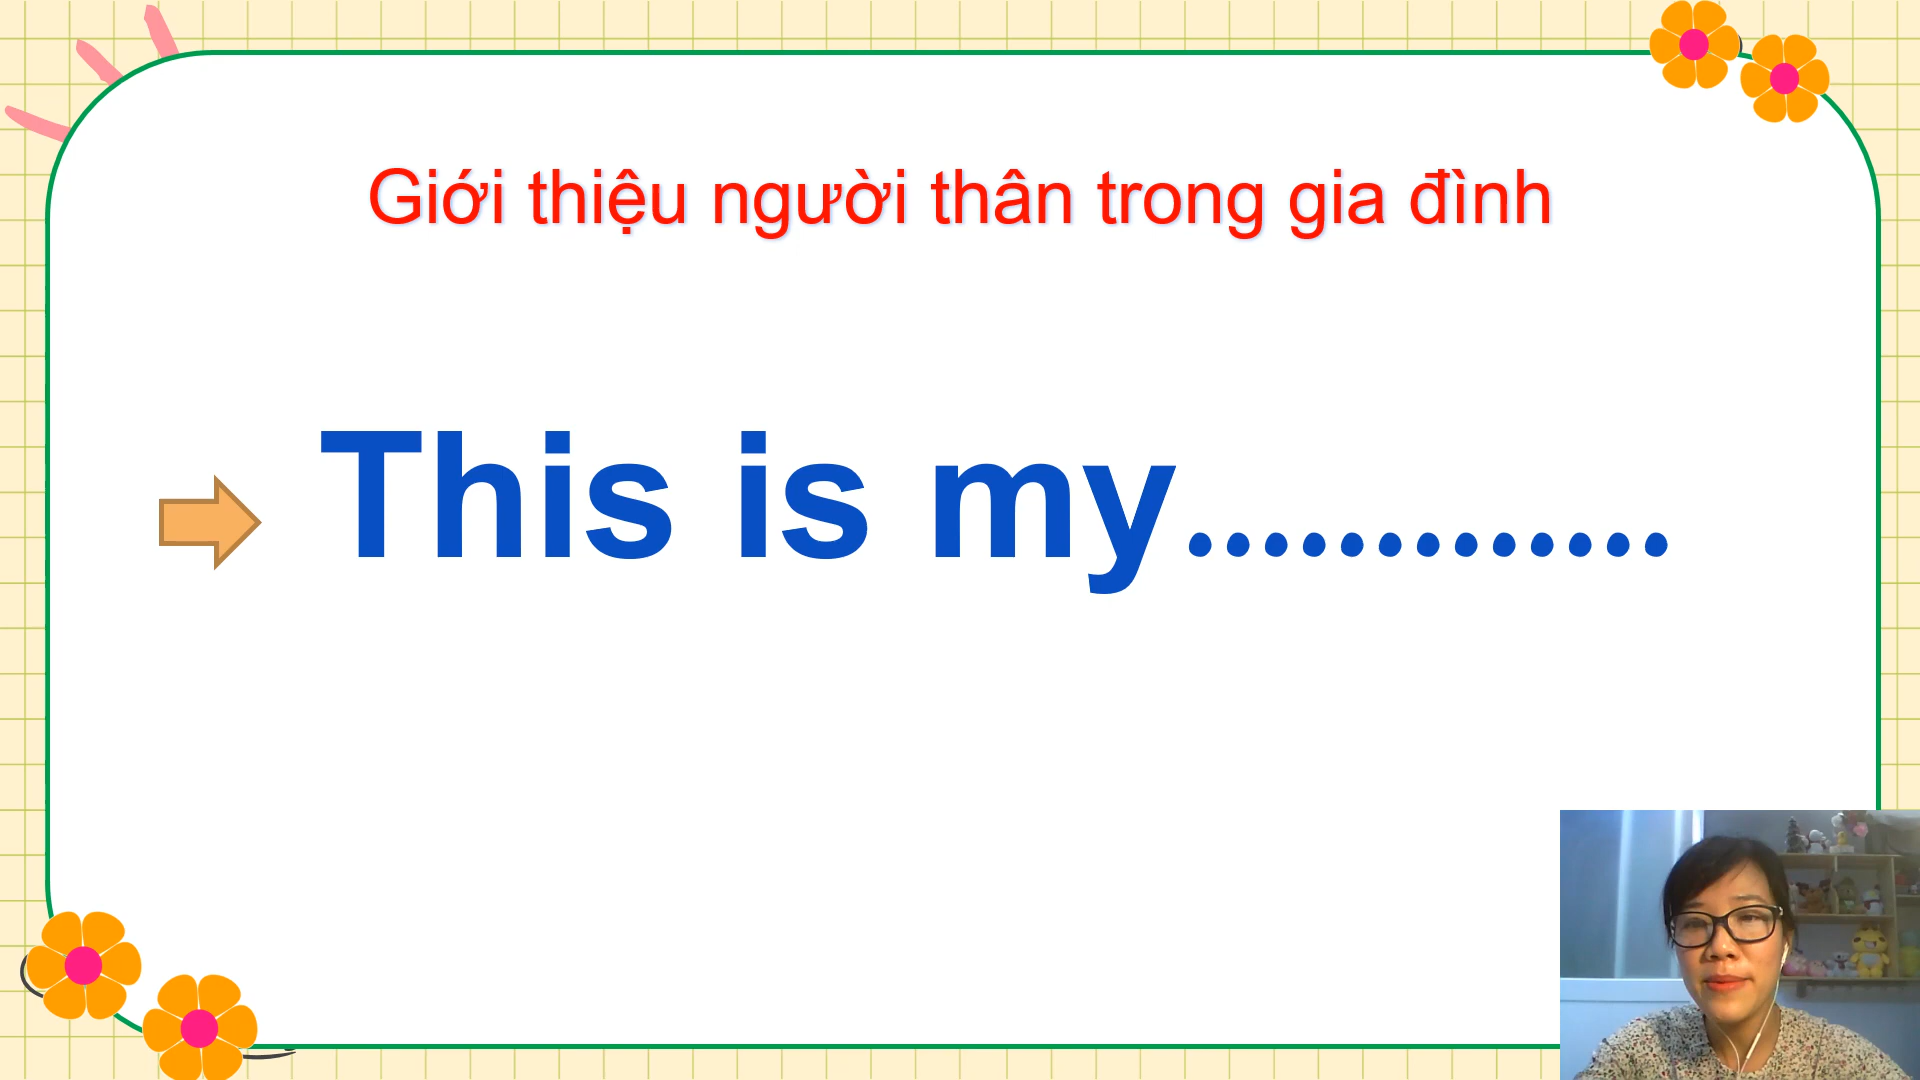 Giới thiệu người thân trong gia đình
This is my.............